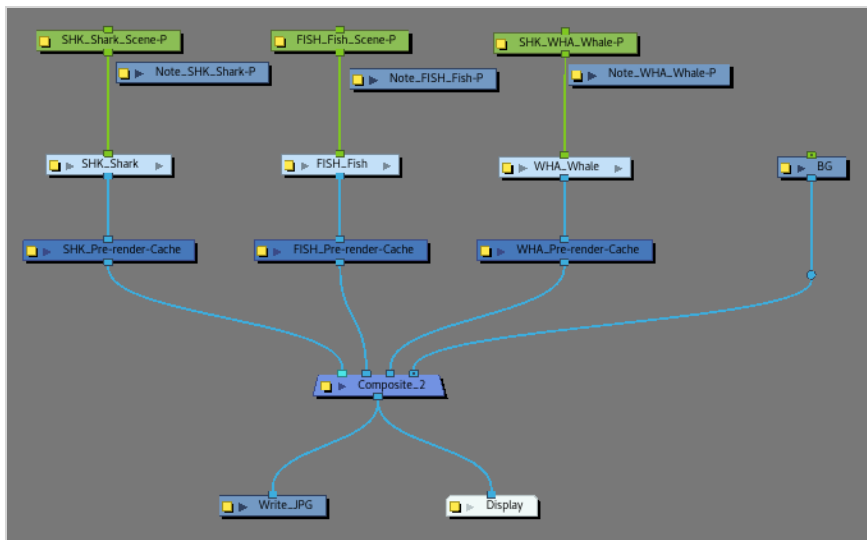 SHK_Shark_Scene-P
FISH_Fish_Scene-P
SHK_WHA_Whale-P
Note_SHK_Shark-P
Note_FISH_Fish-P
Note_WHA_Whale-P
SHK_Shark
FISH_Fish
WHA_Whale
BG
SHK_Pre-render-Cache
FISH_Pre-render-Cache
WHA_Pre-render-Cache
Composite_2
Write_JPG
Display